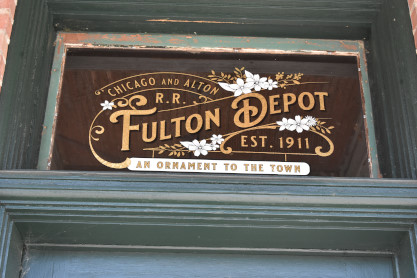 CHICAGO AND ALTON
R.R.
FULTON DEPOT
EST. 1911
AN ORNAMENT TO THE TOWN